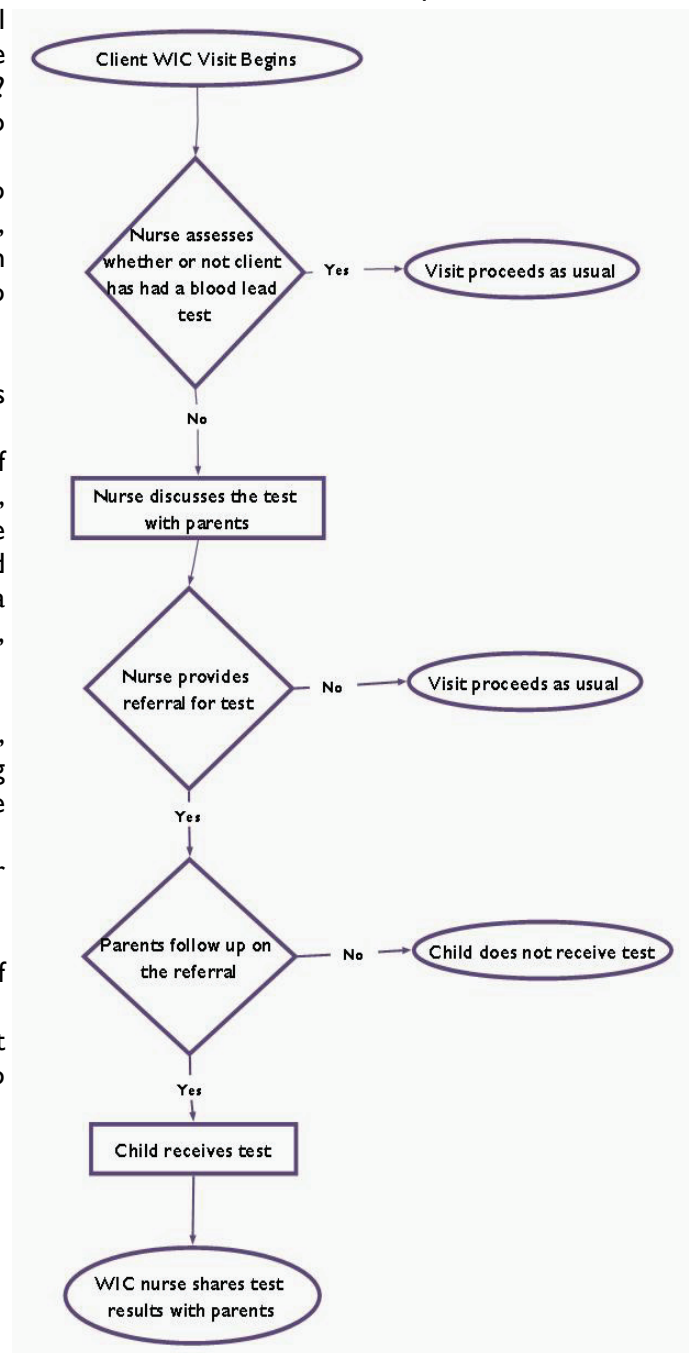 Client WIC Visit Begins
Nurse assesses
whether or not client
has had a blood lead
test
Yes
Visit proceeds as usual
No
Nurse discusses the test
with parents
Nurse provides
referral for test
No
Visit proceeds as usual
Yes
Parents follow up on
the referral
No
Child does not receive test
Yes
Child receives test
WIC nurse shares test
results with parents